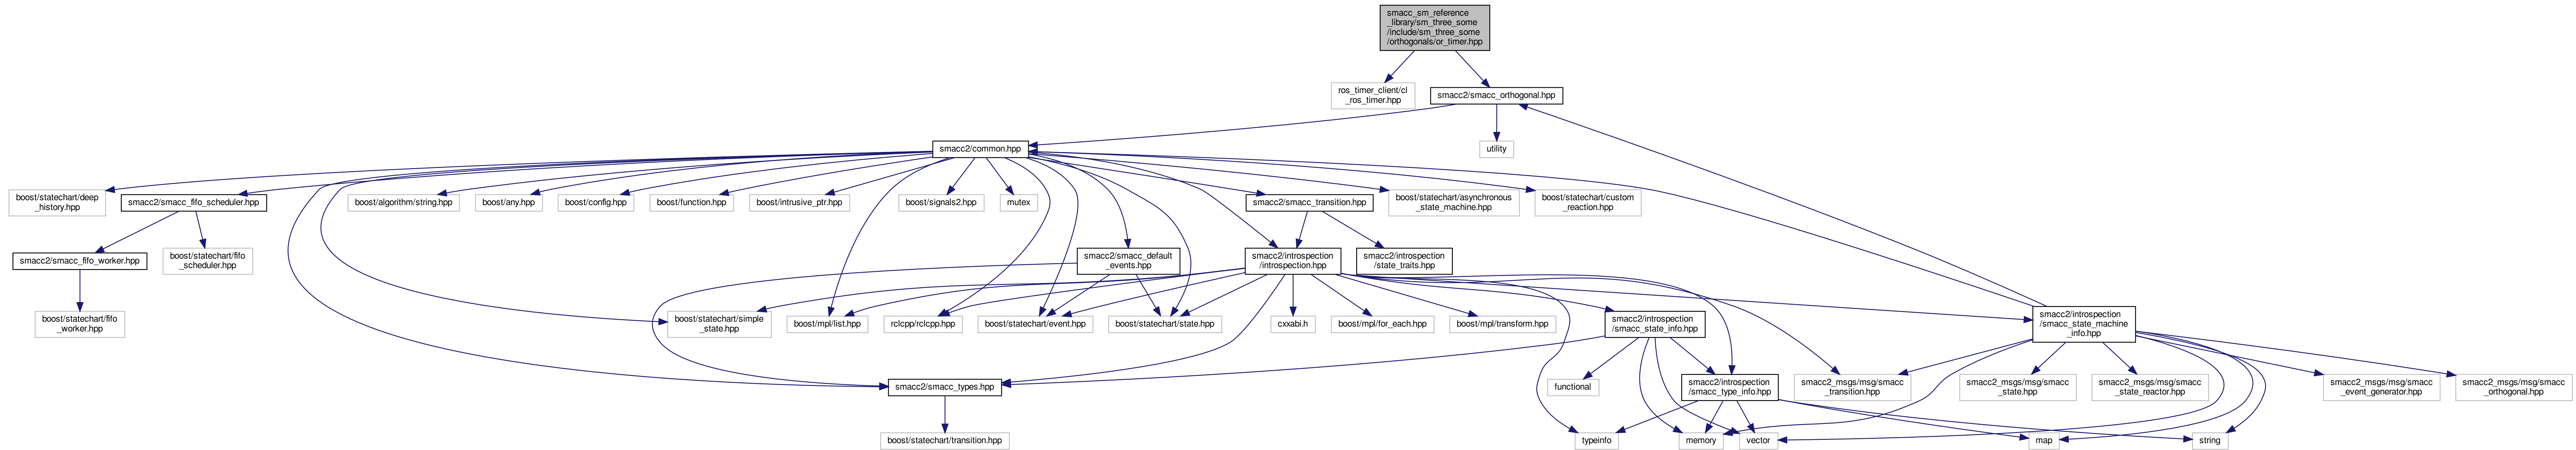 smacc_sm_reference
_library/sm_three_some
/include/sm_three_some
/orthogonals/or_timer.hpp
ros_timer_client/cl
_ros_timer.hpp
smacc2/smacc_orthogonal.hpp
smacc2/common.hpp
utility
boost/statechart/deep
_history.hpp
smacc2/smacc_fifo_scheduler.hpp
boost/algorithm/string.hpp
boost/any.hpp
boost/config.hpp
boost/function.hpp
boost/intrusive_ptr.hpp
boost/signals2.hpp
mutex
smacc2/smacc_transition.hpp
boost/statechart/asynchronous
_state_machine.hpp
boost/statechart/custom
_reaction.hpp
smacc2/smacc_fifo_worker.hpp
boost/statechart/fifo
_scheduler.hpp
smacc2/smacc_default
_events.hpp
smacc2/introspection
/introspection.hpp
smacc2/introspection
/state_traits.hpp
boost/statechart/fifo
_worker.hpp
boost/statechart/simple
_state.hpp
boost/mpl/list.hpp
rclcpp/rclcpp.hpp
boost/statechart/event.hpp
boost/statechart/state.hpp
cxxabi.h
boost/mpl/for_each.hpp
boost/mpl/transform.hpp
smacc2/introspection
/smacc_state_info.hpp
smacc2/introspection
/smacc_state_machine
_info.hpp
smacc2/smacc_types.hpp
functional
smacc2/introspection
/smacc_type_info.hpp
smacc2_msgs/msg/smacc
_transition.hpp
smacc2_msgs/msg/smacc
_state.hpp
smacc2_msgs/msg/smacc
_state_reactor.hpp
smacc2_msgs/msg/smacc
_event_generator.hpp
smacc2_msgs/msg/smacc
_orthogonal.hpp
boost/statechart/transition.hpp
typeinfo
memory
vector
map
string